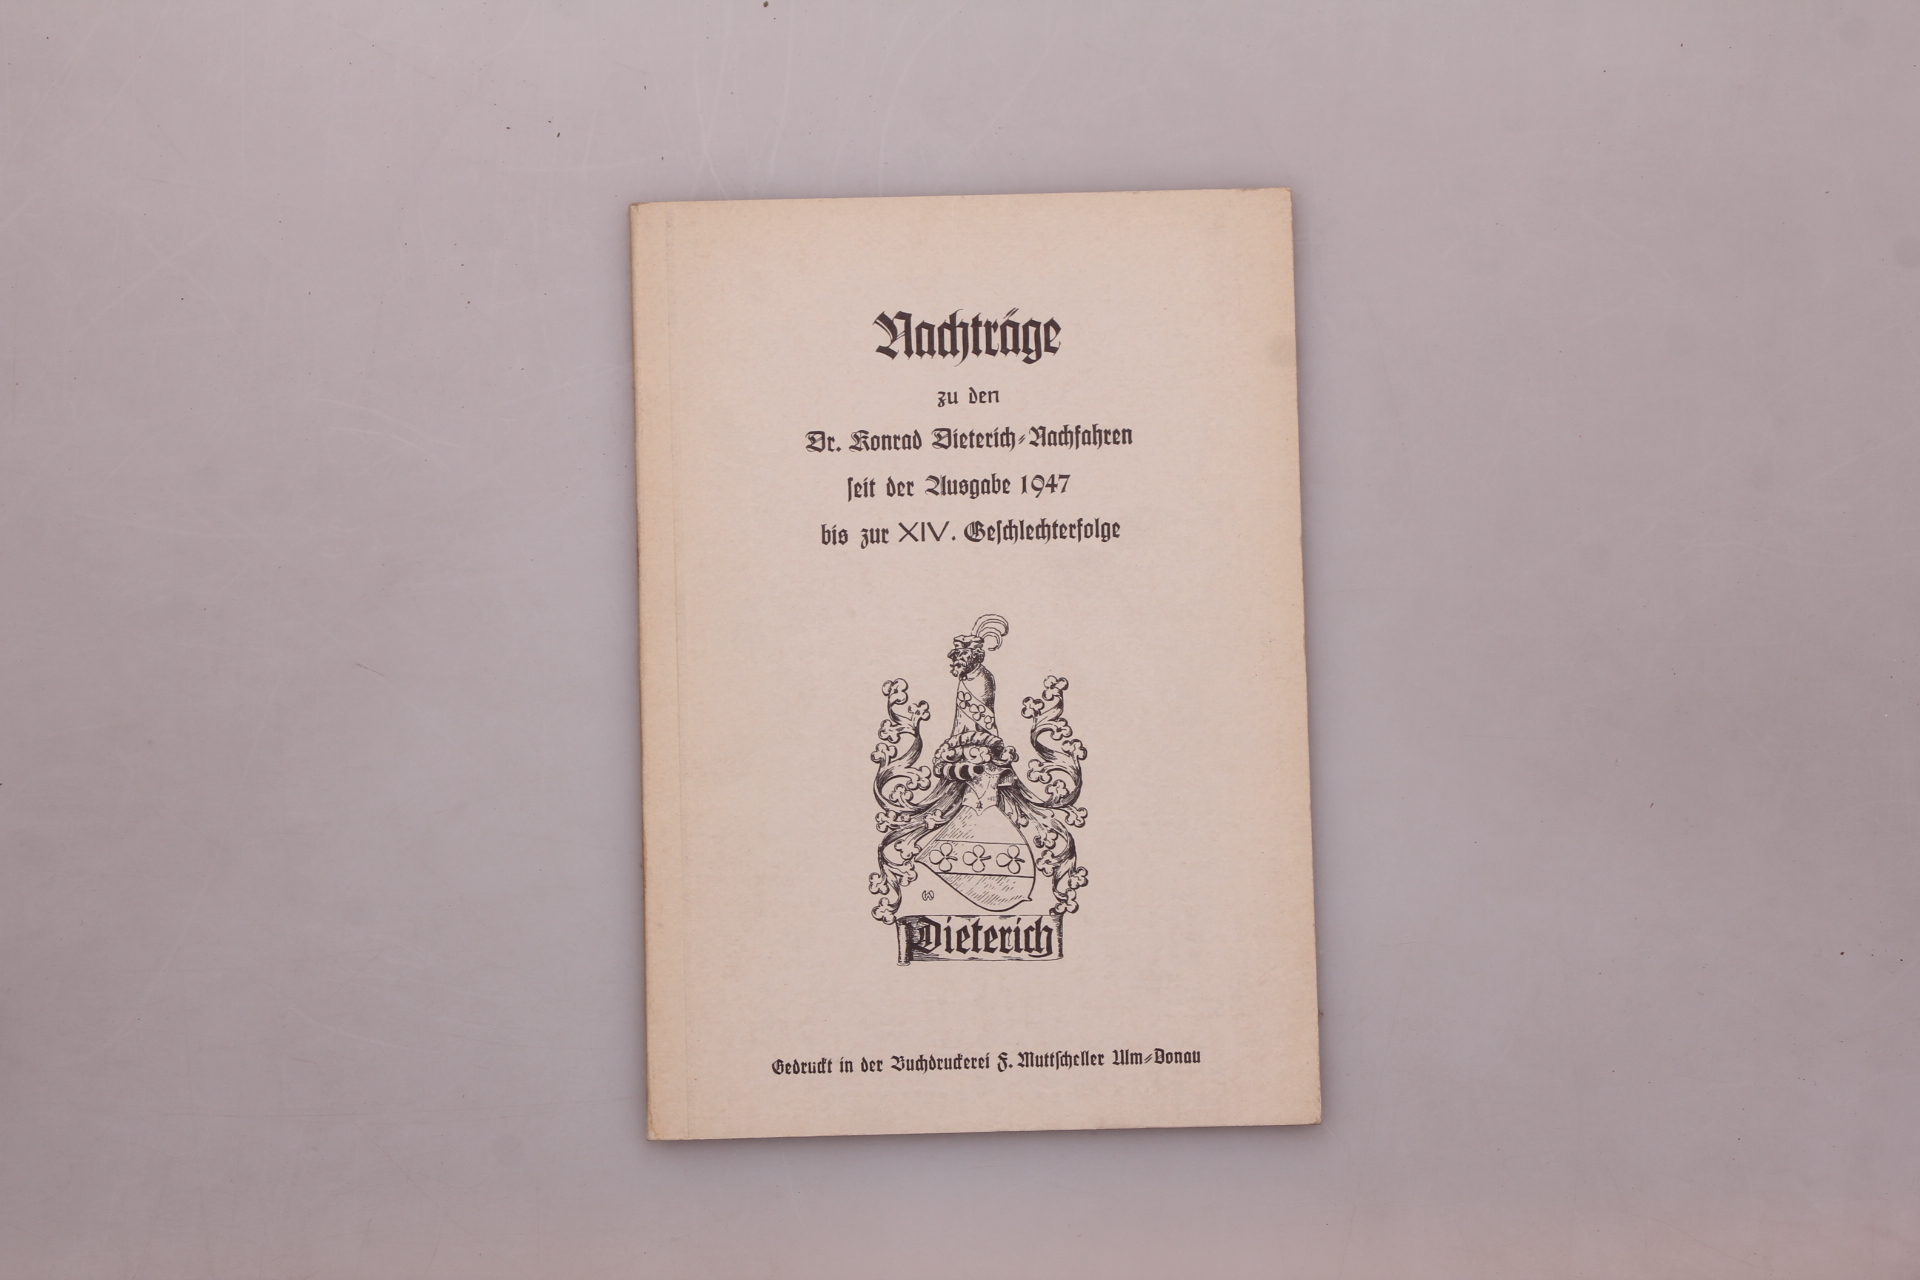 Nachträge
zu den
Dr. Konrad Dieterich-Nachfahren
seit der Ausgabe 1947
bis zur XIV. Geschlechterfolge
Dieterich
Gedruckt in der Buchdruckerei F. Muttscheller Ulm-Donau